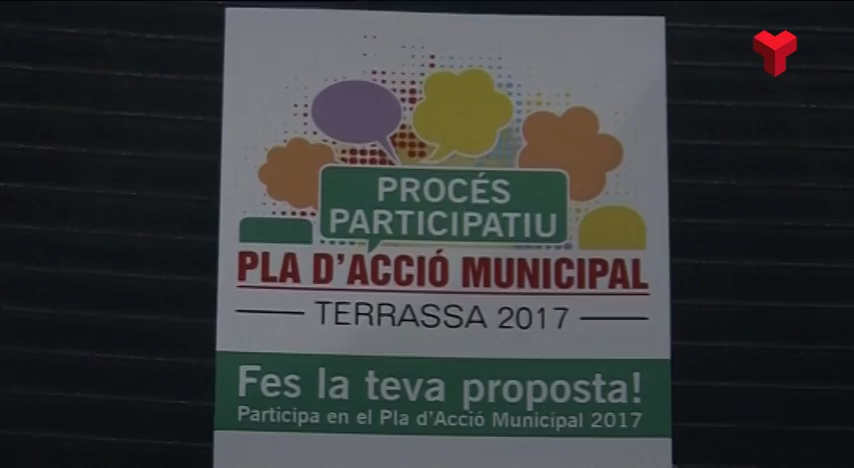 PROCÉS
PARTICIPATIU
PLA D'ACCIÓ MUNICIPAL
TERRASSA 2017
Fes la teva proposta!
Participa en el Pla d'Acció Municipal 2017